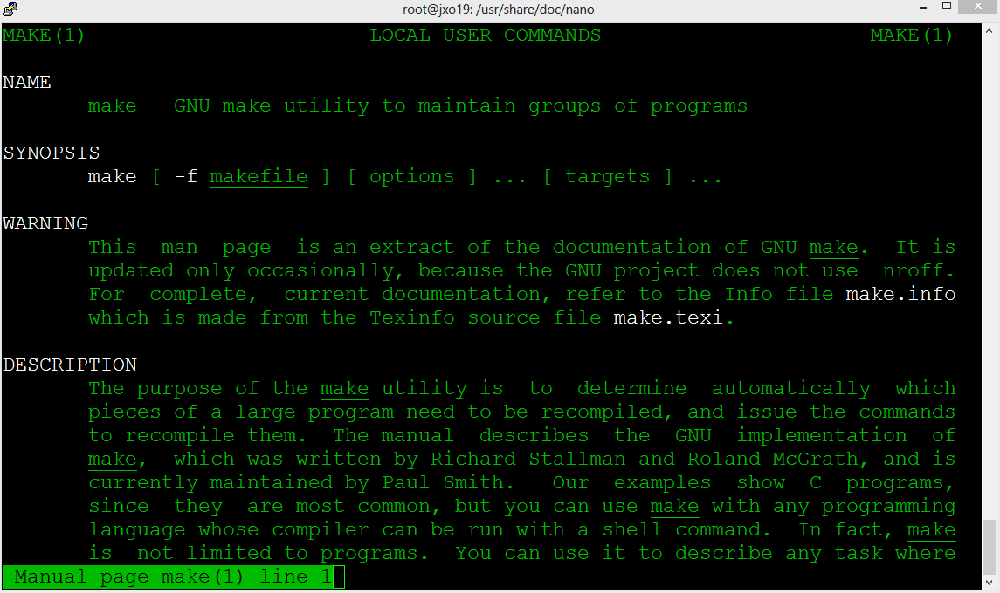 root@jxo19: /usr/share/doc/nano
MAKE(1) LOCAL USER COMMANDS MAKE(1)
NAME
make - GNU make utility to maintain groups of programs
SYNOPSIS
make [ -f makefile ] [ options ] ... [ targets ] ...
WARNING
This man page is an extract of the documentation of GNU make. It is
updated only occasionally, because the GNU project does not use nroff.
For complete, current documentation, refer to the Info file make.info
which is made from the Texinfo source file make.texi.
DESCRIPTION
The purpose of the make utility is to determine automatically which
pieces of a large program need to be recompiled, and issue the commands
to recompile them. The manual describes the GNU implementation of
make, which was written by Richard Stallman and Roland McGrath, and is
currently maintained by Paul Smith. Our examples show C programs,
since they are most common, but you can use make with any programming
language whose compiler can be run with a shell command. In fact, make
is not limited to programs. You can use it to describe any task where
Manual page make(1) line 1